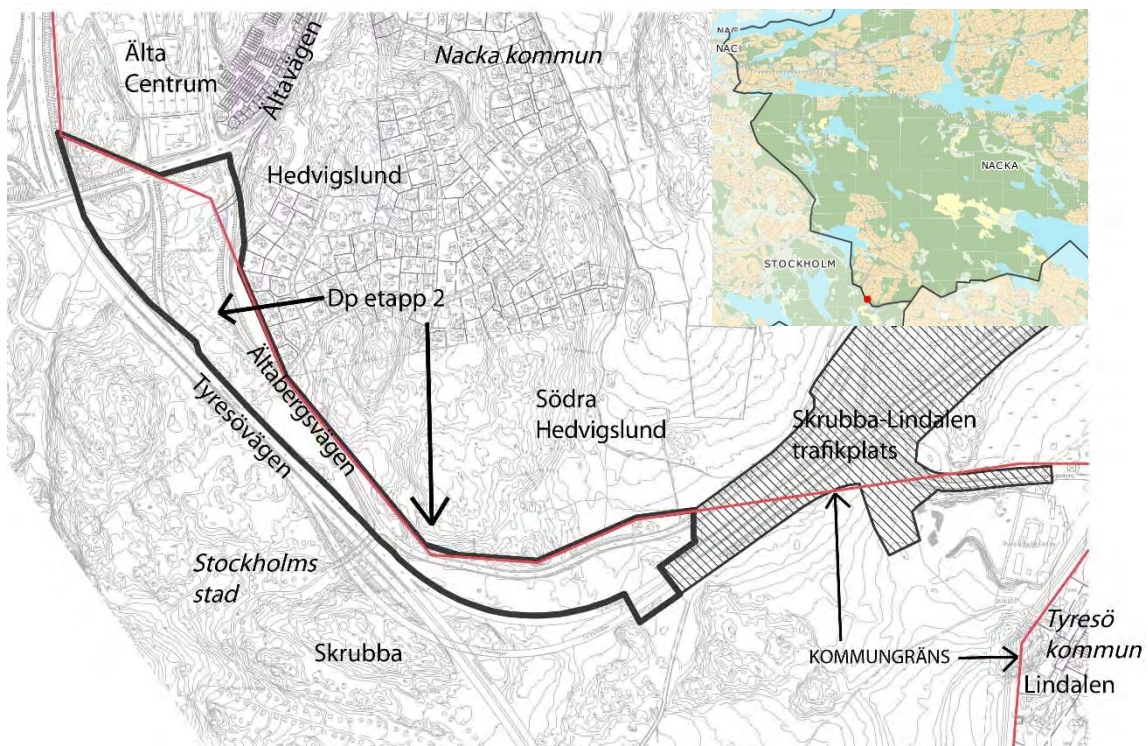 Älta
Centrum
Ältavägen
Nacka kommun
Hedvigslund
Dp etapp 2
Ältabergsvägen
Tyresövägen
Södra
Hedvigslund
Skrubba-Lindalen
trafikplats
Stockholms
stad
Skrubba
KOMMUNGRÄNS
Tyresö
kommun
Lindalen
NACKA
STOCKHOLM